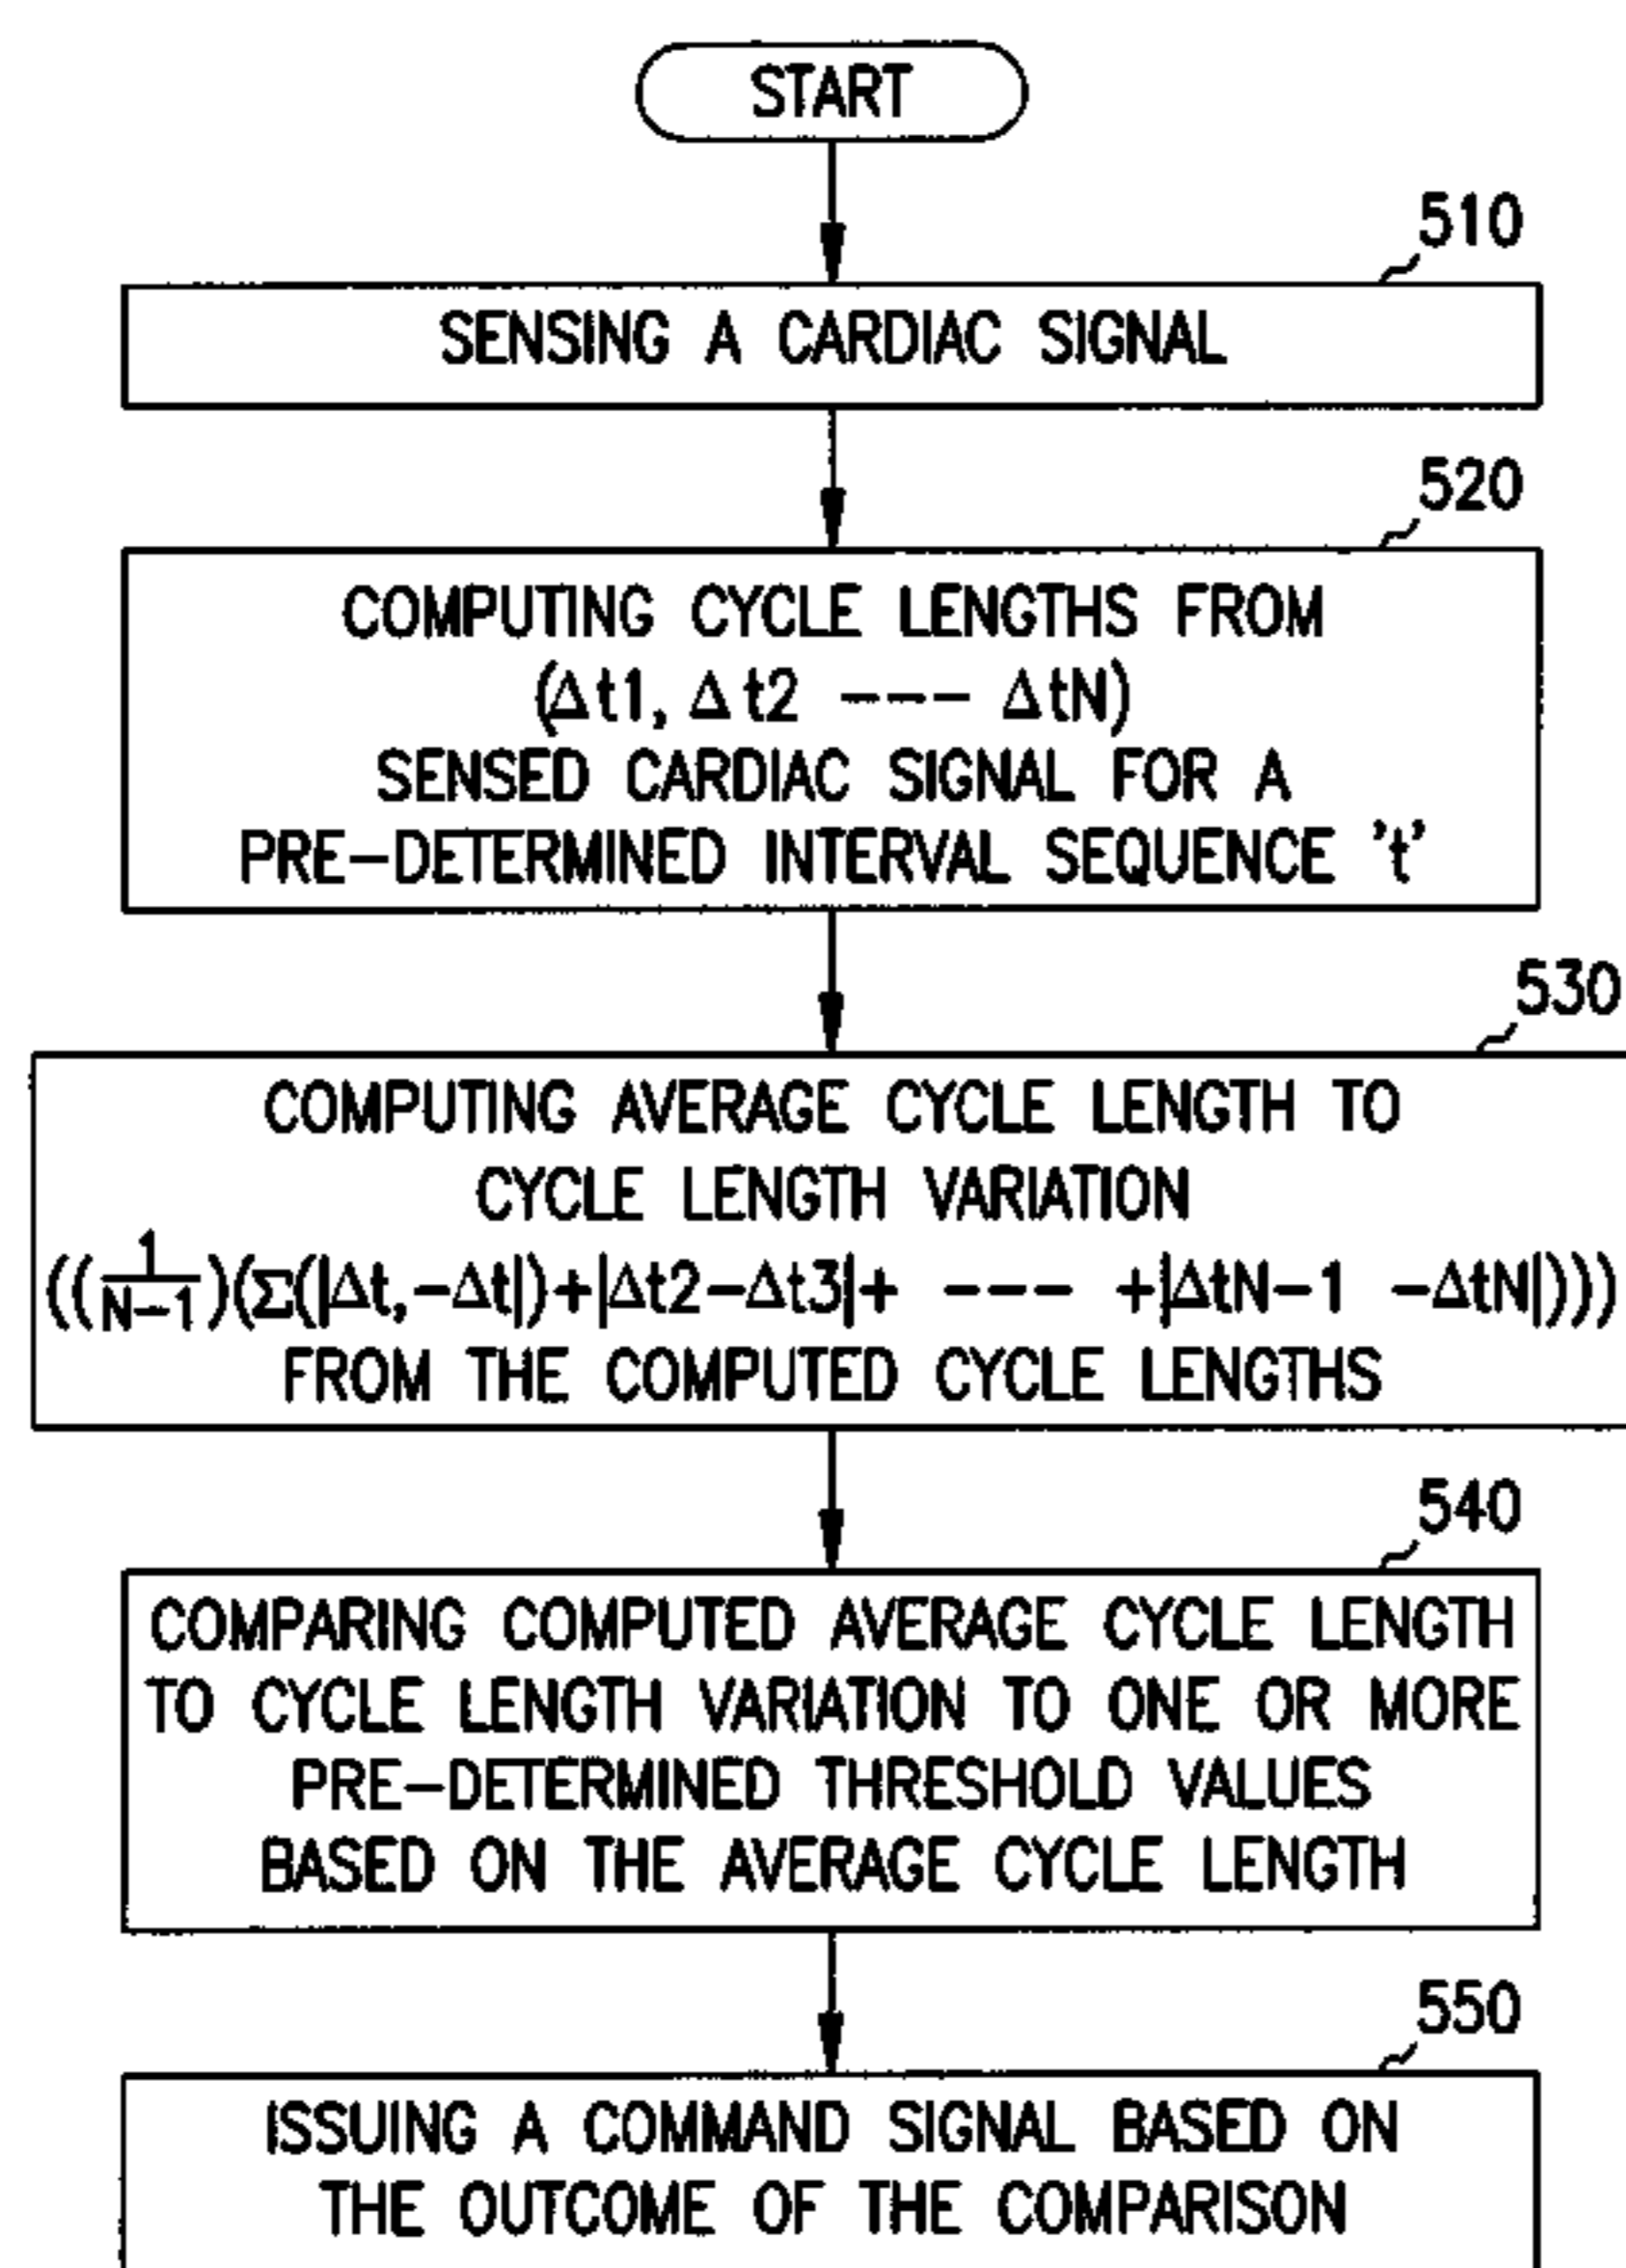 START
510
SENSING A CARDIAC SIGNAL
520
COMPUTING CYCLE LENGTHS FROM
(Δt1, Δt2 --- ΔtN)
SENSED CARDIAC SIGNAL FOR A
PRE-DETERMINED INTERVAL SEQUENCE 't'
530
COMPUTING AVERAGE CYCLE LENGTH TO
CYCLE LENGTH VARIATION
((1/N-1)(Σ(|Δt,-Δt|)+|Δt2-Δt3|+ --- +|ΔtN-1 -ΔtN|)))
FROM THE COMPUTED CYCLE LENGTHS
540
COMPARING COMPUTED AVERAGE CYCLE LENGTH
TO CYCLE LENGTH VARIATION TO ONE OR MORE
PRE-DETERMINED THRESHOLD VALUES
BASED ON THE AVERAGE CYCLE LENGTH
550
ISSUING A COMMAND SIGNAL BASED ON
THE OUTCOME OF THE COMPARISON